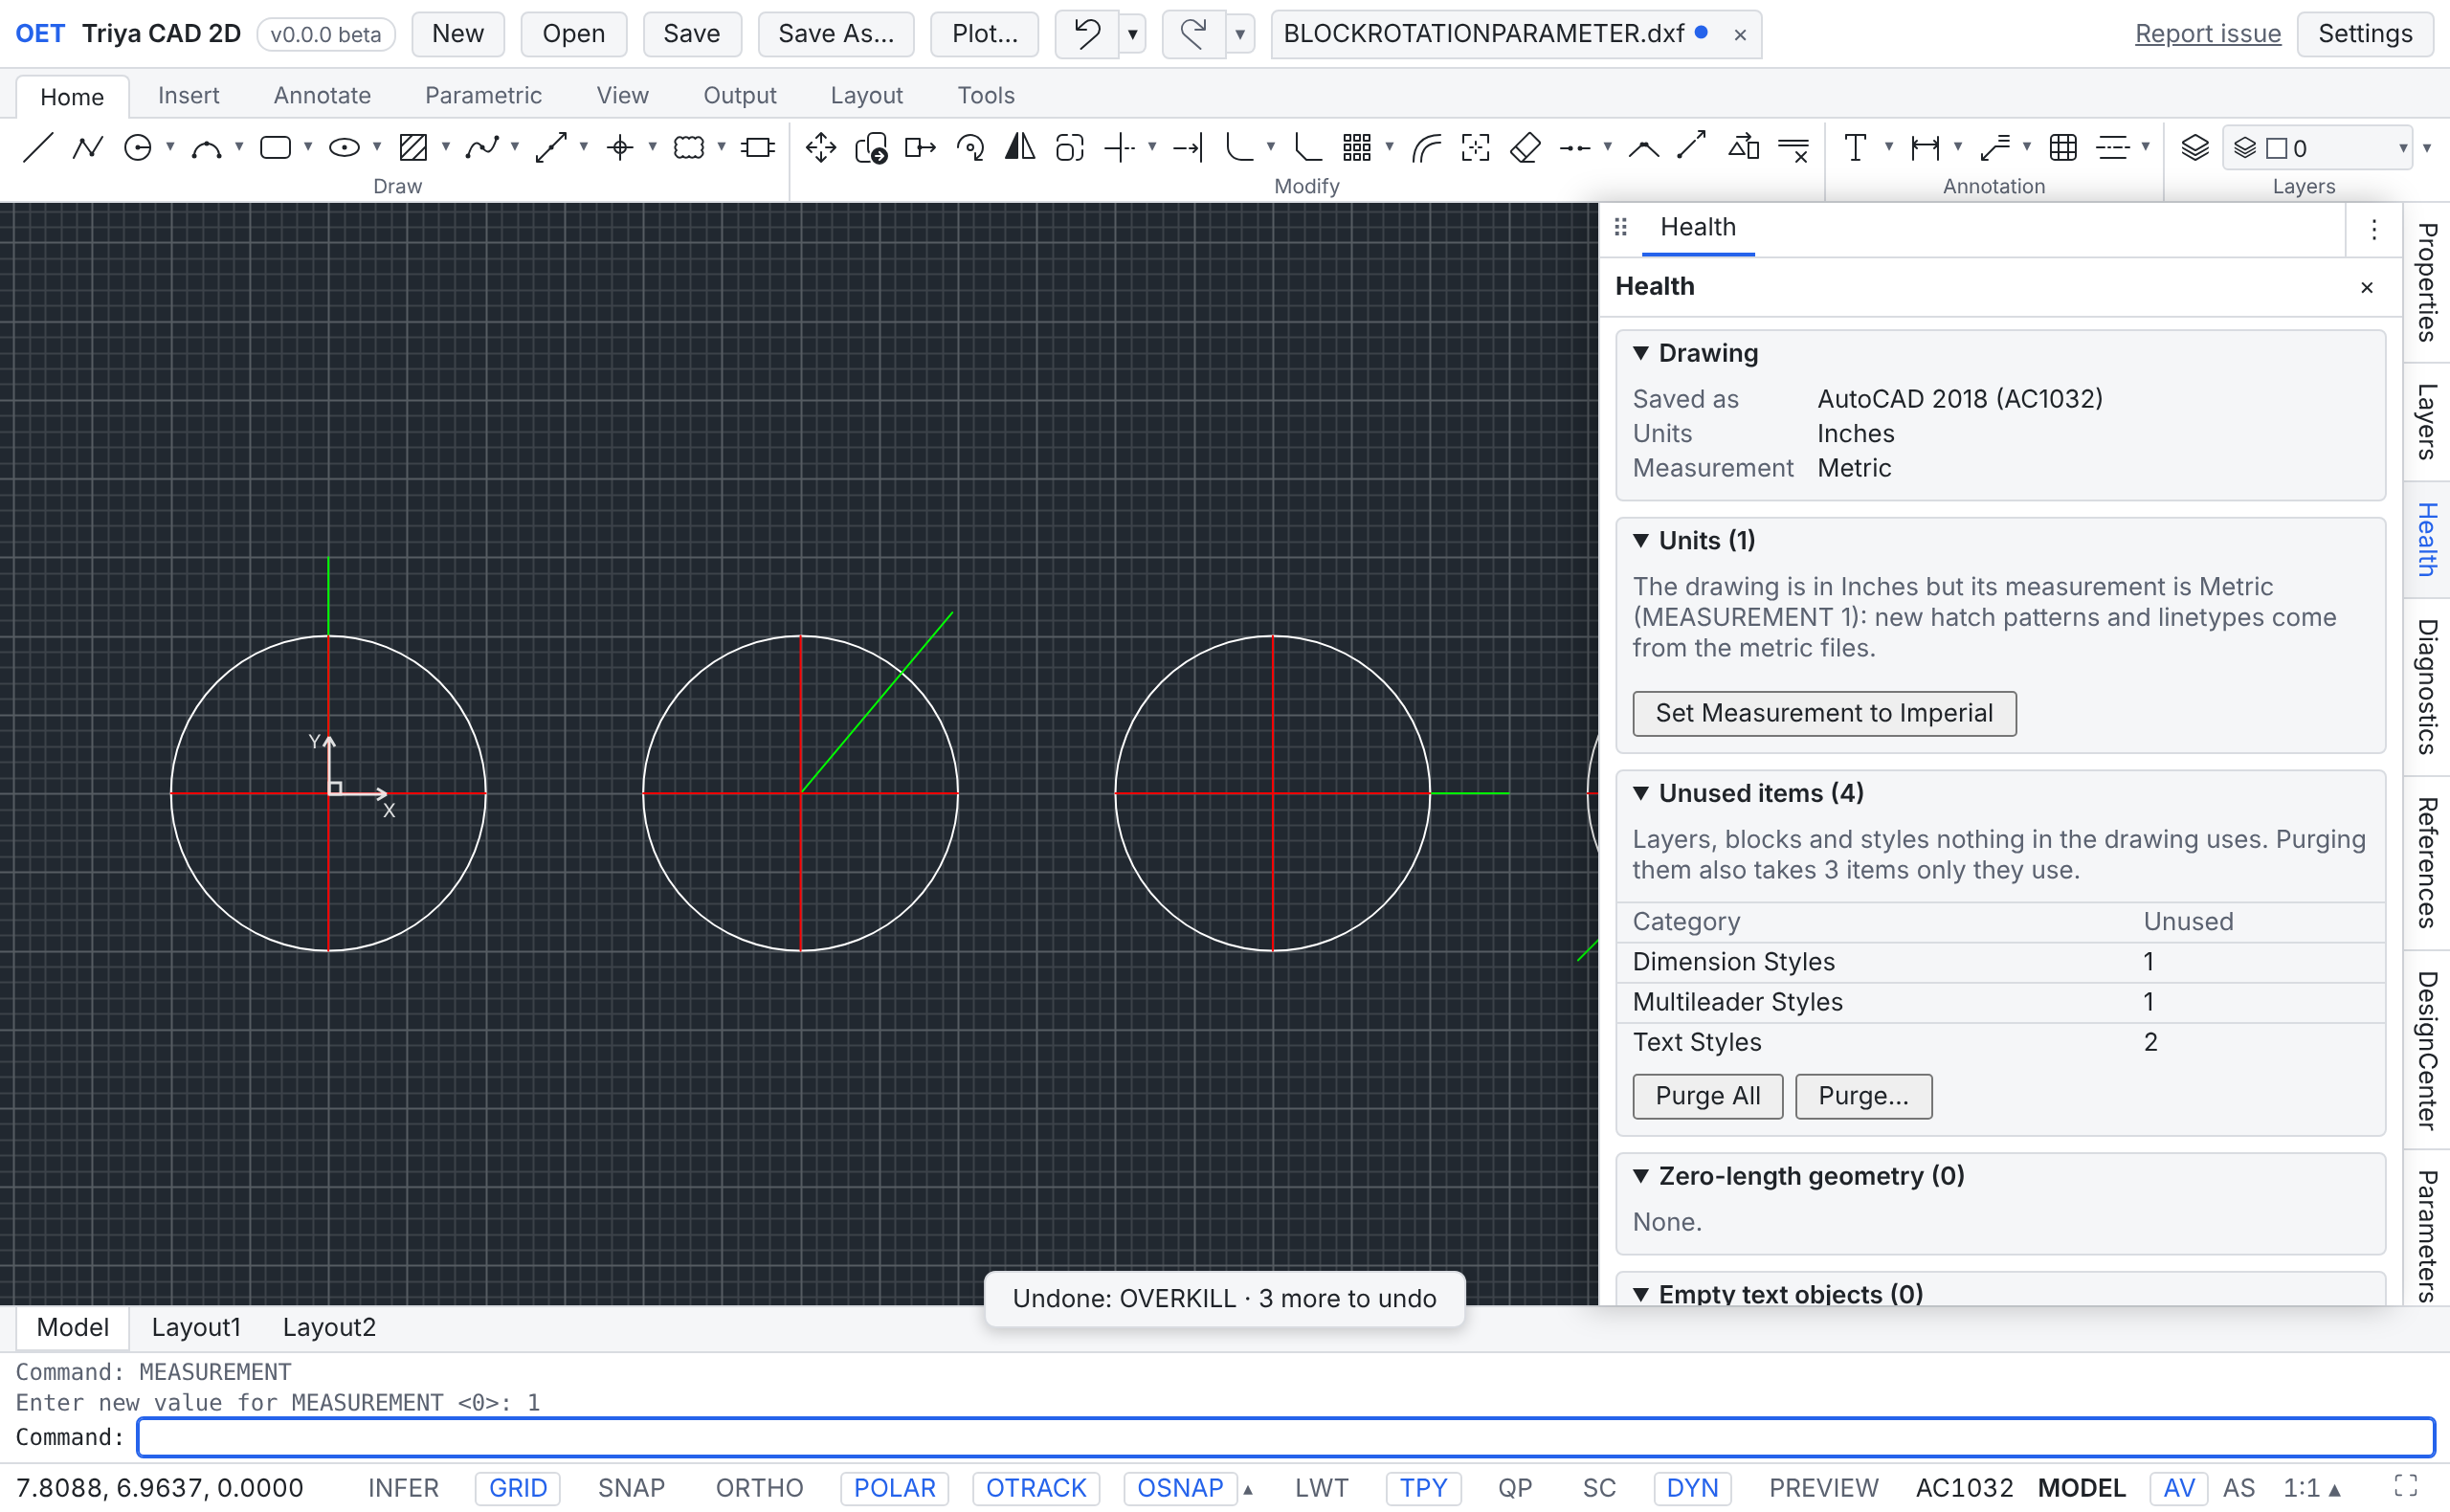 OET Triya CAD 2D v0.0.0 beta New Open Save Save As... Plot... BLOCKROTATIONPARAMETER.dxf × Report issue Settings
Home Insert Annotate Parametric View Output Layout Tools
0
Draw Modify Annotation Layers
Health
Health ×
Drawing
Saved as AutoCAD 2018 (AC1032)
Units Inches
Measurement Metric
Units (1)
The drawing is in Inches but its measurement is Metric
(MEASUREMENT 1): new hatch patterns and linetypes come
from the metric files.
Set Measurement to Imperial
Unused items (4)
Layers, blocks and styles nothing in the drawing uses. Purging
them also takes 3 items only they use.
Category Unused
Dimension Styles 1
Multileader Styles 1
Text Styles 2
Purge All Purge...
Zero-length geometry (0)
None.
Empty text objects (0)
Properties
Layers
Health
Diagnostics
References
DesignCenter
Parameters
Y
X
Undone: OVERKILL · 3 more to undo
Model Layout1 Layout2
Command: MEASUREMENT
Enter new value for MEASUREMENT <0>: 1
Command:
7.8088, 6.9637, 0.0000 INFER GRID SNAP ORTHO POLAR OTRACK OSNAP LWT TPY QP SC DYN PREVIEW AC1032 MODEL AV AS 1:1